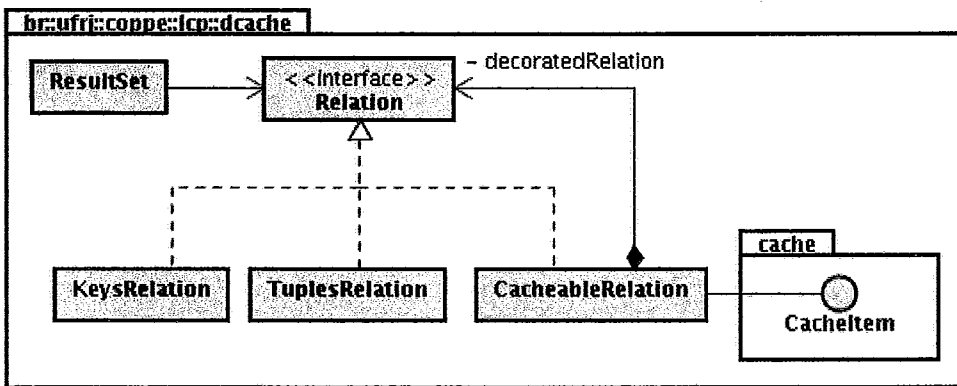 br::ufrj::coppe::lcp::dcache
ResultSet
<<interface>>
Relation
- decoratedRelation
cache
KeysRelation
TuplesRelation
CacheableRelation
CacheItem